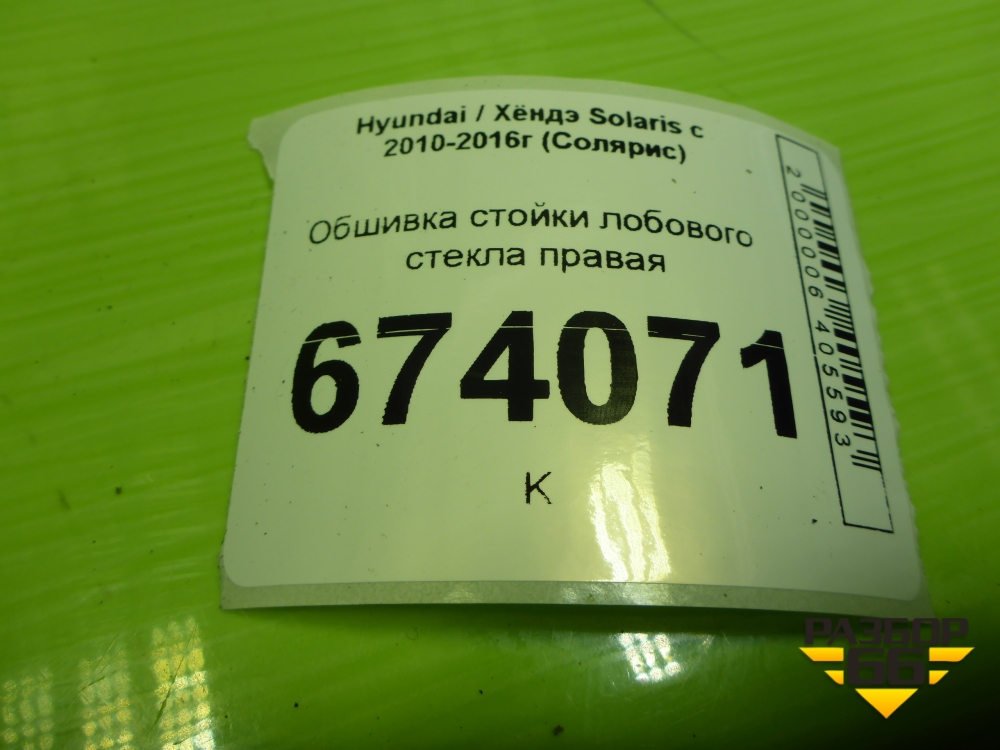 Hyundai / Хёндэ Solaris с
2010-2016г (Солярис)
Обшивка стойки лобового
стекла правая
674071
К
2000006405593
РАЗБОР
66